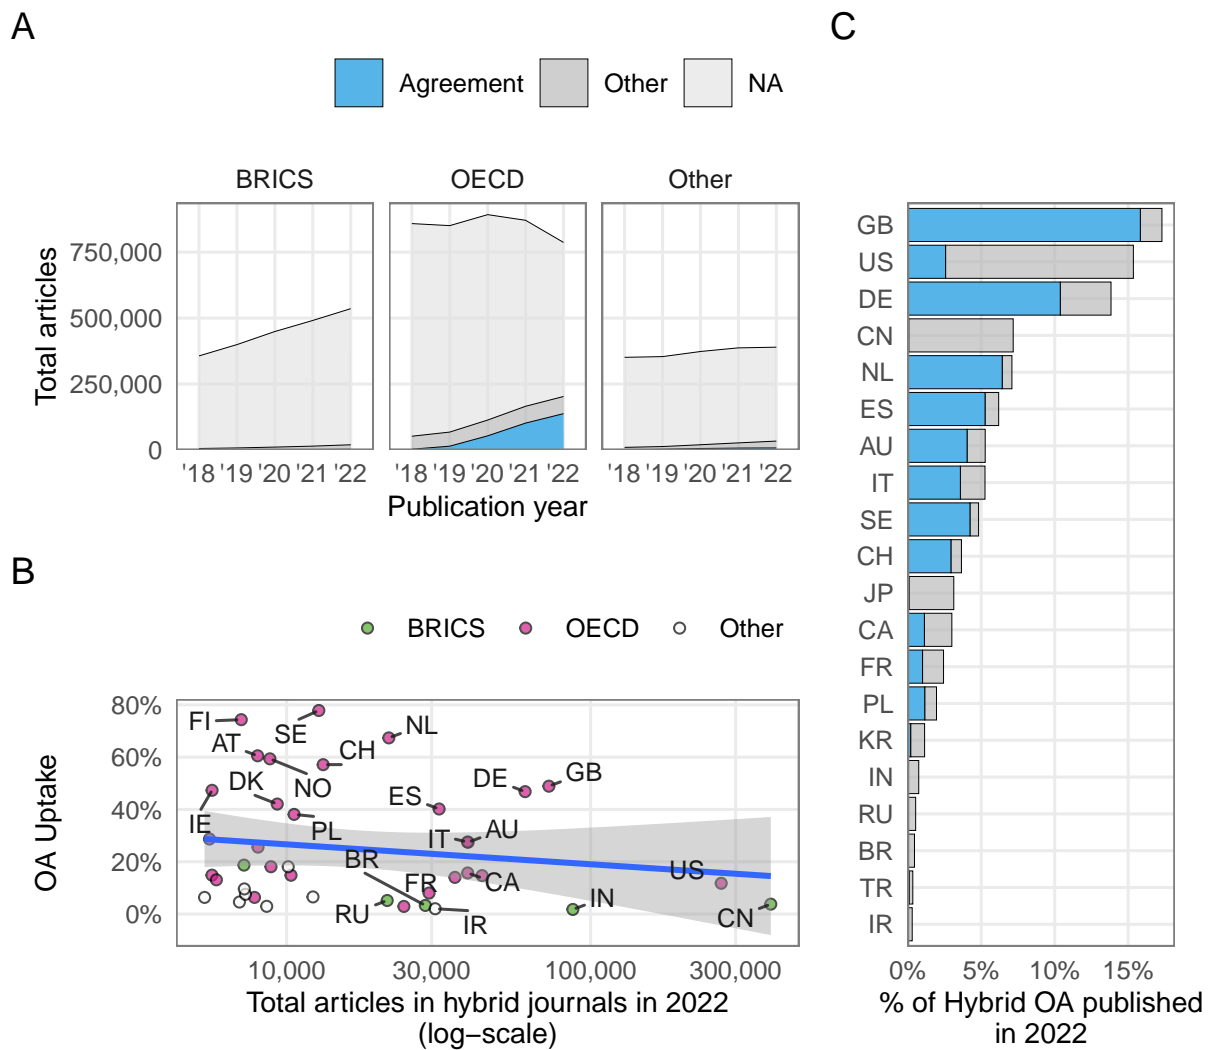 A
Agreement
Other
NA
BRICS
OECD
Other
Total articles
750,000
500,000
250,000
0
'18 '19 '20 '21 '22
'18 '19 '20 '21 '22
'18 '19 '20 '21 '22
Publication year
B
BRICS
OECD
Other
OA Uptake
80%
60%
40%
20%
0%
FI
SE
NL
AT
CH
NO
DK
DE
GB
ES
IE
PL
IT
AU
BR
FR
CA
US
RU
IR
IN
CN
10,000
30,000
100,000
300,000
Total articles in hybrid journals in 2022
(log−scale)
C
GB
US
DE
CN
NL
ES
AU
IT
SE
CH
JP
CA
FR
PL
KR
IN
RU
BR
TR
IR
0%
5%
10%
15%
% of Hybrid OA published
in 2022